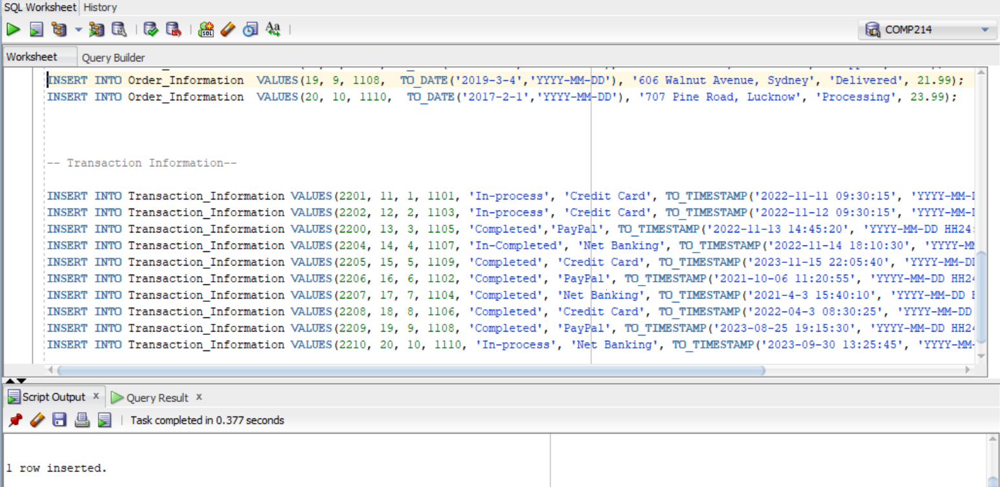 SQL Worksheet History
COMP214
Worksheet Query Builder
INSERT INTO Order_Information  VALUES(19, 9, 1108,  TO_DATE('2019-3-4','YYYY-MM-DD'), '606 Walnut Avenue, Sydney', 'Delivered', 21.99);
INSERT INTO Order_Information  VALUES(20, 10, 1110,  TO_DATE('2017-2-1','YYYY-MM-DD'), '707 Pine Road, Lucknow', 'Processing', 23.99);
-- Transaction Information--
INSERT INTO Transaction_Information VALUES(2201, 11, 1, 1101, 'In-process', 'Credit Card', TO_TIMESTAMP('2022-11-11 09:30:15', 'YYYY-MM-
INSERT INTO Transaction_Information VALUES(2202, 12, 2, 1103, 'In-process', 'Credit Card', TO_TIMESTAMP('2022-11-12 09:30:15', 'YYYY-MM-
INSERT INTO Transaction_Information VALUES(2200, 13, 3, 1105, 'Completed','PayPal', TO_TIMESTAMP('2022-11-13 14:45:20', 'YYYY-MM-DD HH24:
INSERT INTO Transaction_Information VALUES(2204, 14, 4, 1107, 'In-Completed', 'Net Banking', TO_TIMESTAMP('2022-11-14 18:10:30', 'YYYY-M
INSERT INTO Transaction_Information VALUES(2205, 15, 5, 1109, 'Completed', 'Credit Card', TO_TIMESTAMP('2023-11-15 22:05:40', 'YYYY-MM-D
INSERT INTO Transaction_Information VALUES(2206, 16, 6, 1102, 'Completed', 'PayPal', TO_TIMESTAMP('2021-10-06 11:20:55', 'YYYY-MM-DD HH2
INSERT INTO Transaction_Information VALUES(2207, 17, 7, 1104, 'Completed', 'Net Banking', TO_TIMESTAMP('2021-4-3 15:40:10', 'YYYY-MM-DD
INSERT INTO Transaction_Information VALUES(2208, 18, 8, 1106, 'Completed', 'Credit Card', TO_TIMESTAMP('2022-04-3 08:30:25', 'YYYY-MM-DD
INSERT INTO Transaction_Information VALUES(2209, 19, 9, 1108, 'Completed', 'PayPal', TO_TIMESTAMP('2023-08-25 19:15:30', 'YYYY-MM-DD HH2
INSERT INTO Transaction_Information VALUES(2210, 20, 10, 1110, 'In-process', 'Net Banking', TO_TIMESTAMP('2023-09-30 13:25:45', 'YYYY-MM-
Script Output x Query Result x
Task completed in 0.377 seconds
1 row inserted.